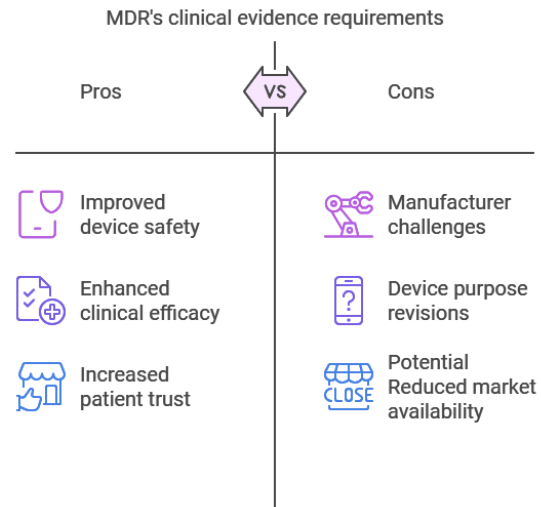 MDR's clinical evidence requirements
Pros
VS
Cons
Improved
device safety
Enhanced
clinical efficacy
Increased
patient trust
Manufacturer
challenges
?
Device purpose
revisions
CLOSE
Potential
Reduced market
availability